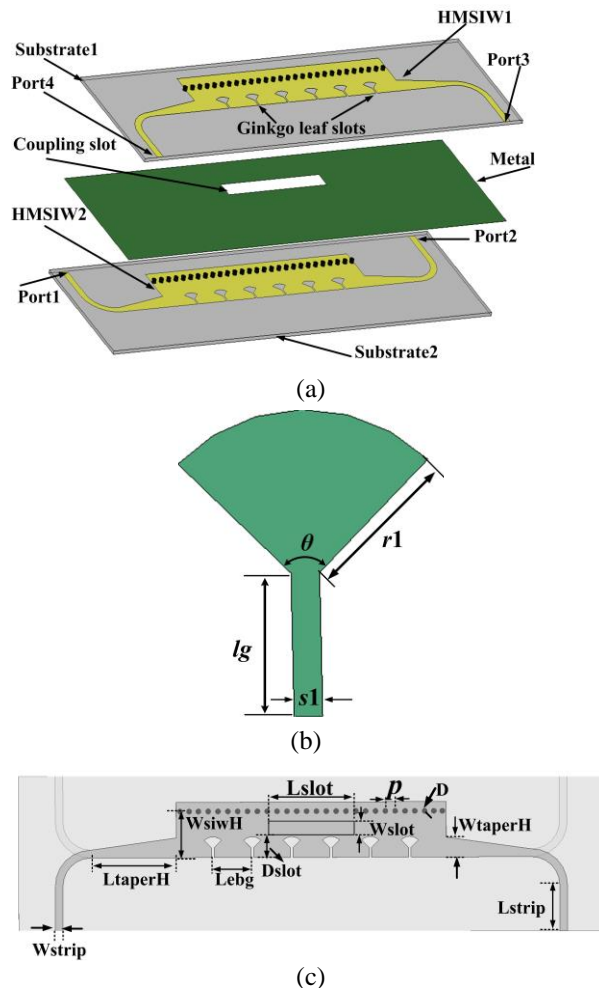 HMSIW1
Substrate1
Port3
Port4
Ginkgo leaf slots
Coupling slot
Metal
HMSIW2
Port2
Port1
Substrate2
(a)
θ
r1
lg
s1
(b)
Lslot
p
D
WsiwH
Wslot
WtaperH
LtaperH
Lebg
Dslot
Lstrip
Wstrip
(c)